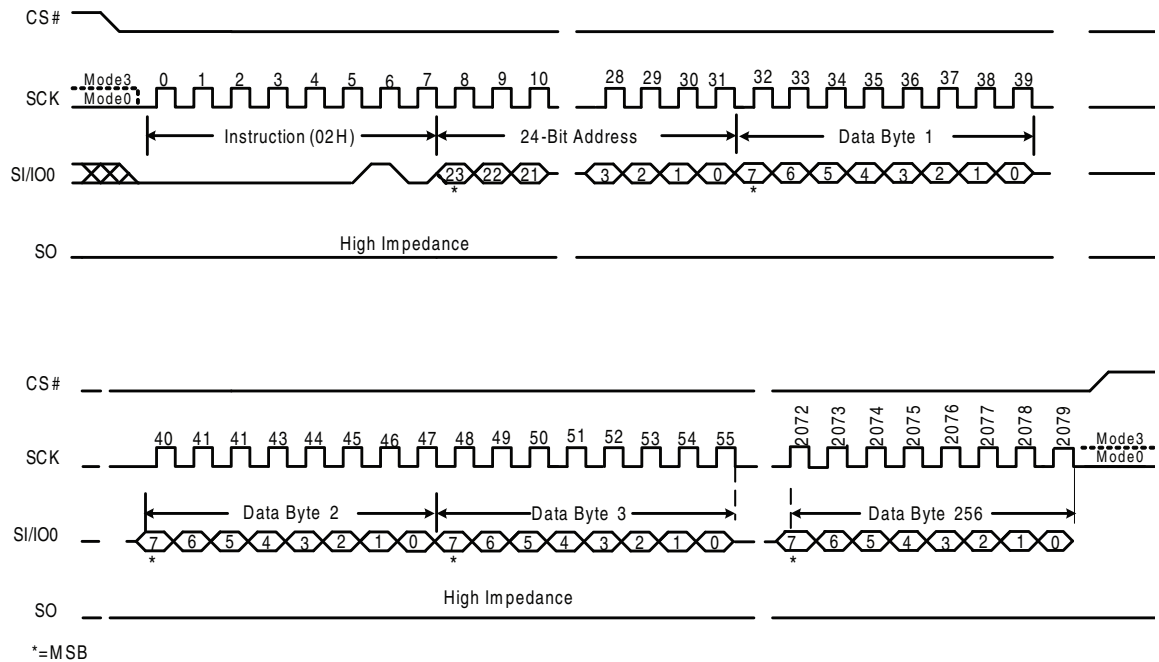 CS#
Mode3
Mode0
SCK
0 1 2 3 4 5 6 7 8 9 10 28 29 30 31 32 33 34 35 36 37 38 39
Instruction (02H) 24-Bit Address Data Byte 1
SI/IO0
23 22 21 3 2 1 0 7 6 5 4 3 2 1 0
* *
High Impedance
SO
CS#
40 41 41 43 44 45 46 47 48 49 50 51 52 53 54 55 2072 2073 2074 2075 2076 2077 2078 2079
Mode3
Mode0
SCK
Data Byte 2 Data Byte 3 Data Byte 256
SI/IO0
7 6 5 4 3 2 1 0 7 6 5 4 3 2 1 0 7 6 5 4 3 2 1 0
* * *
High Impedance
SO
*=MSB